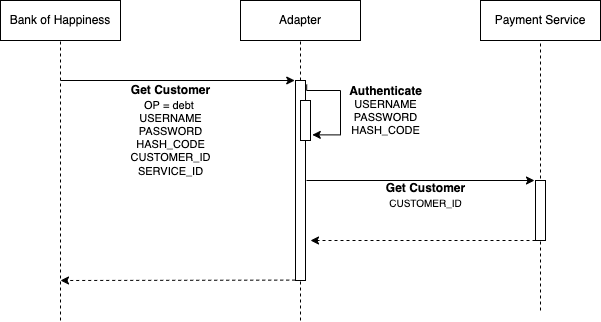 Bank of Happiness
Adapter
Payment Service
Get Customer
OP = debt
USERNAME
PASSWORD
HASH_CODE
CUSTOMER_ID
SERVICE_ID
Authenticate
USERNAME
PASSWORD
HASH_CODE
Get Customer
CUSTOMER_ID